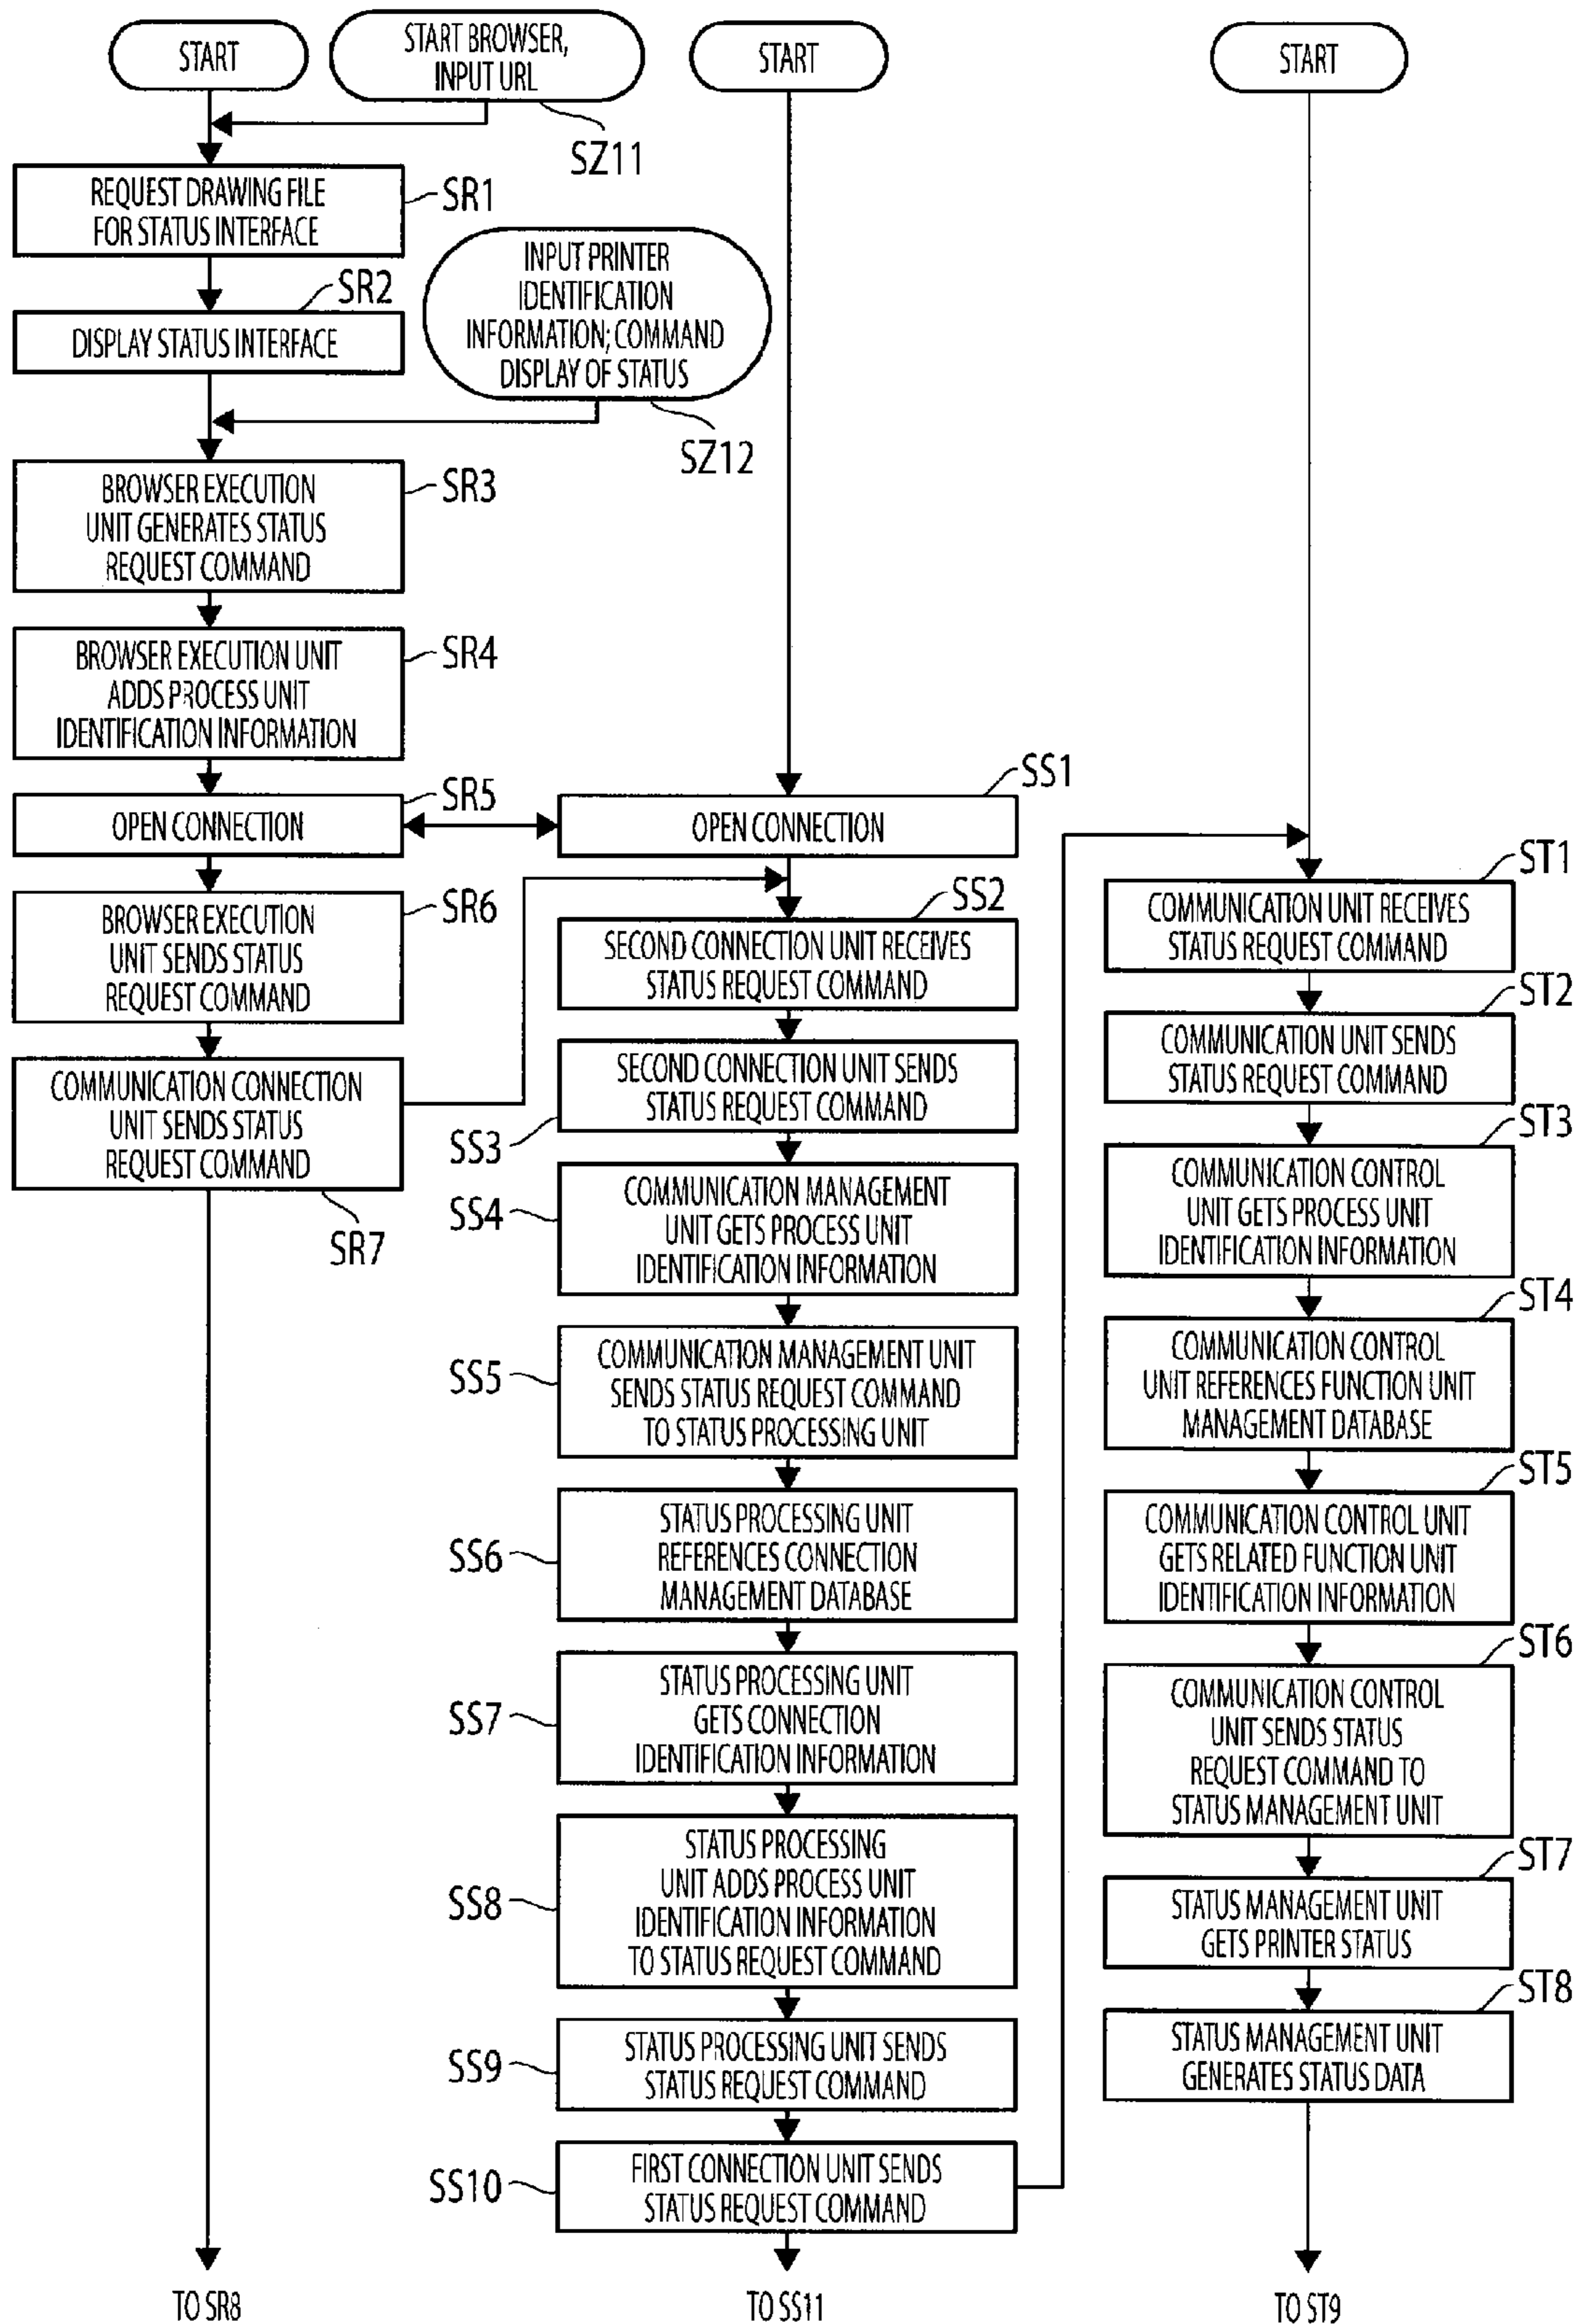 START
START BROWSER,
INPUT URL
SZ11
REQUEST DRAWING FILE
FOR STATUS INTERFACE
SR1
DISPLAY STATUS INTERFACE
SR2
INPUT PRINTER
IDENTIFICATION
INFORMATION; COMMAND
DISPLAY OF STATUS
SZ12
BROWSER EXECUTION
UNIT GENERATES STATUS
REQUEST COMMAND
SR3
BROWSER EXECUTION UNIT
ADDS PROCESS UNIT
IDENTIFICATION INFORMATION
SR4
OPEN CONNECTION
SR5
BROWSER EXECUTION
UNIT SENDS STATUS
REQUEST COMMAND
SR6
COMMUNICATION CONNECTION
UNIT SENDS STATUS
REQUEST COMMAND
SR7
TO SR8
START
OPEN CONNECTION
SS1
SECOND CONNECTION UNIT RECEIVES
STATUS REQUEST COMMAND
SS2
SECOND CONNECTION UNIT SENDS
STATUS REQUEST COMMAND
SS3
COMMUNICATION MANAGEMENT
UNIT GETS PROCESS UNIT
IDENTIFICATION INFORMATION
SS4
COMMUNICATION MANAGEMENT UNIT
SENDS STATUS REQUEST COMMAND
TO STATUS PROCESSING UNIT
SS5
STATUS PROCESSING UNIT
REFERENCES CONNECTION
MANAGEMENT DATABASE
SS6
STATUS PROCESSING UNIT
GETS CONNECTION
IDENTIFICATION INFORMATION
SS7
STATUS PROCESSING
UNIT ADDS PROCESS UNIT
IDENTIFICATION INFORMATION
TO STATUS REQUEST COMMAND
SS8
STATUS PROCESSING UNIT SENDS
STATUS REQUEST COMMAND
SS9
FIRST CONNECTION UNIT SENDS
STATUS REQUEST COMMAND
SS10
TO SS11
START
COMMUNICATION UNIT RECEIVES
STATUS REQUEST COMMAND
ST1
COMMUNICATION UNIT SENDS
STATUS REQUEST COMMAND
ST2
COMMUNICATION CONTROL
UNIT GETS PROCESS UNIT
IDENTIFICATION INFORMATION
ST3
COMMUNICATION CONTROL
UNIT REFERENCES FUNCTION UNIT
MANAGEMENT DATABASE
ST4
COMMUNICATION CONTROL UNIT
GETS RELATED FUNCTION UNIT
IDENTIFICATION INFORMATION
ST5
COMMUNICATION CONTROL
UNIT SENDS STATUS
REQUEST COMMAND TO
STATUS MANAGEMENT UNIT
ST6
STATUS MANAGEMENT UNIT
GETS PRINTER STATUS
ST7
STATUS MANAGEMENT UNIT
GENERATES STATUS DATA
ST8
TO ST9